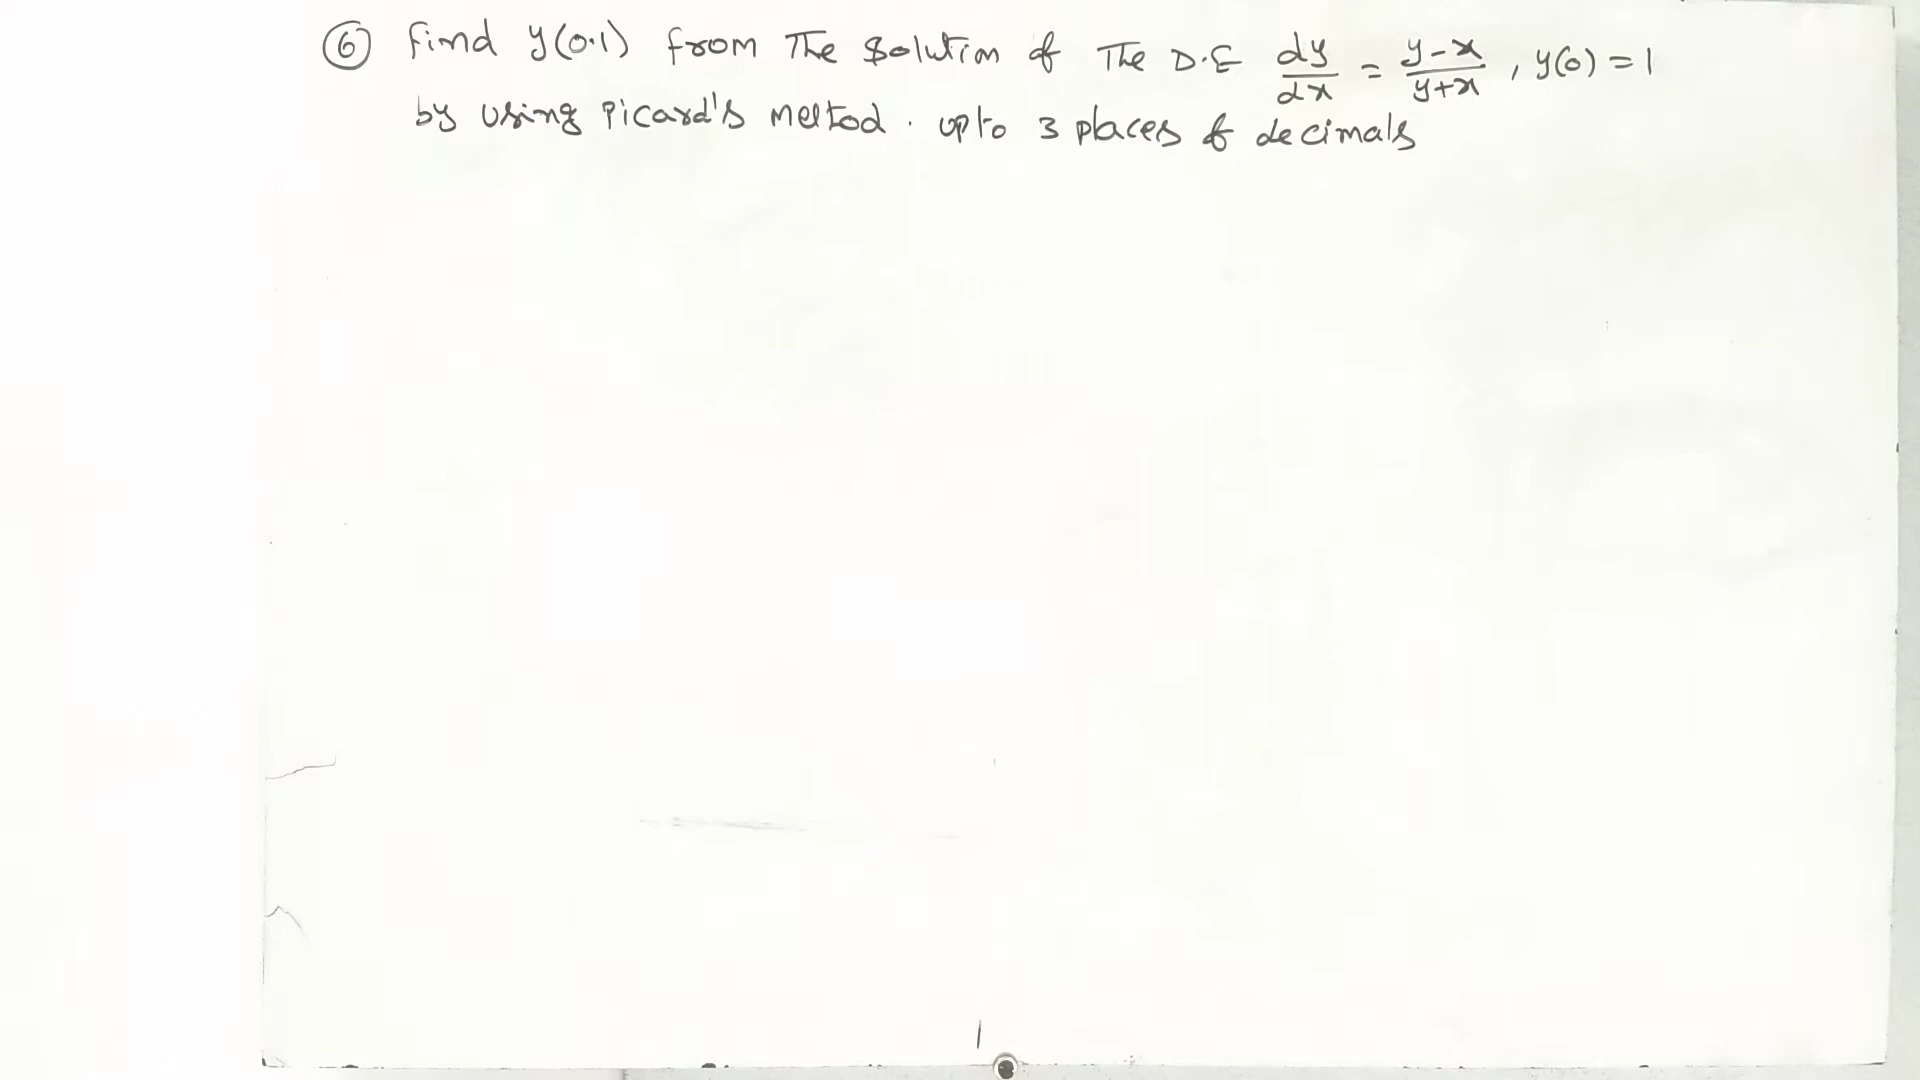 ⑥ Find y(0.1) from The Solution of The D.E dy/dx = y-x/y+x , y(0) = 1
by using Picard's method . upto 3 places of decimals